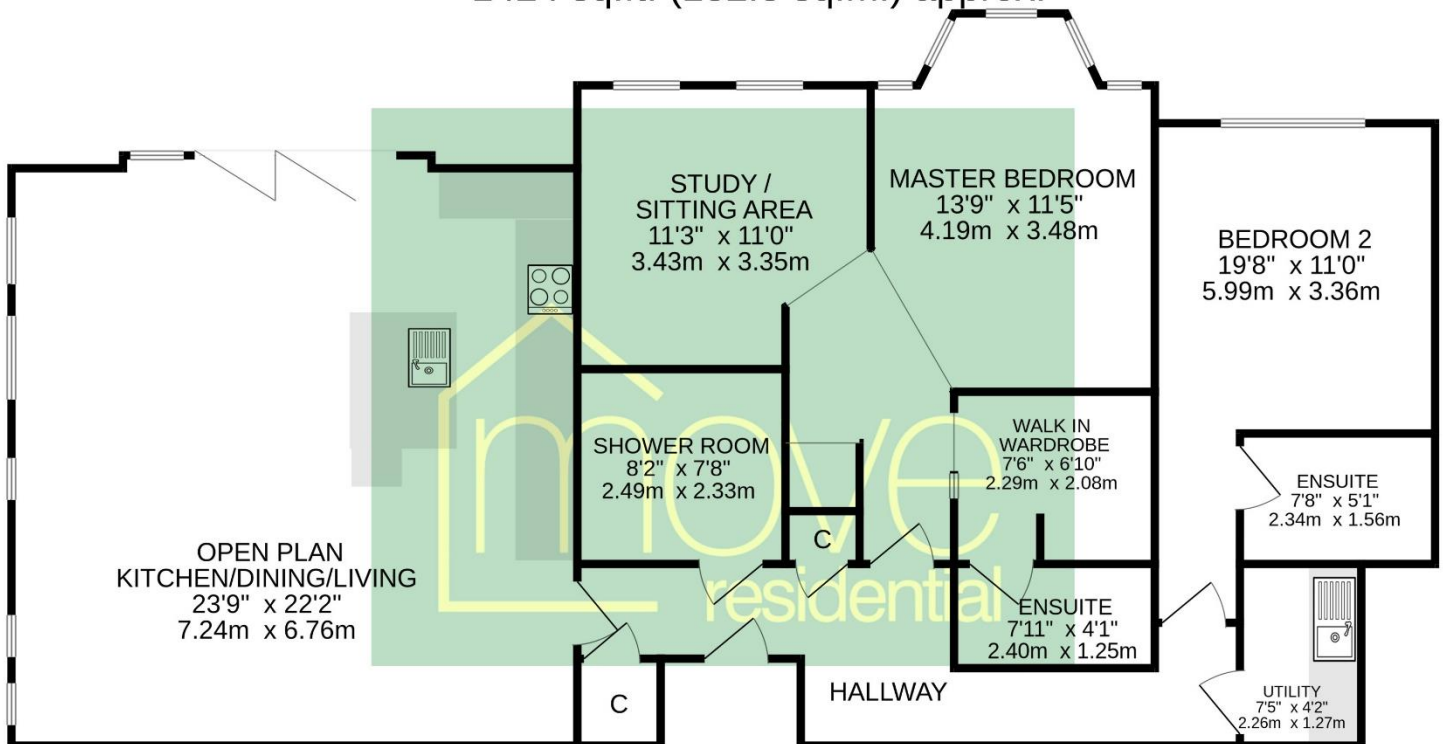 STUDY /
SITTING AREA
11'3" x 11'0"
3.43m x 3.35m
MASTER BEDROOM
13'9" x 11'5"
4.19m x 3.48m
BEDROOM 2
19'8" x 11'0"
5.99m x 3.36m
SHOWER ROOM
8'2" x 7'8"
2.49m x 2.33m
WALK IN
WARDROBE
7'6" x 6'10"
2.29m x 2.08m
ENSUITE
7'8" x 5'1"
2.34m x 1.56m
OPEN PLAN
KITCHEN/DINING/LIVING
23'9" x 22'2"
7.24m x 6.76m
C
ENSUITE
7'11" x 4'1"
2.40m x 1.25m
C
HALLWAY
UTILITY
7'5" x 4'2"
2.26m x 1.27m
move
residential